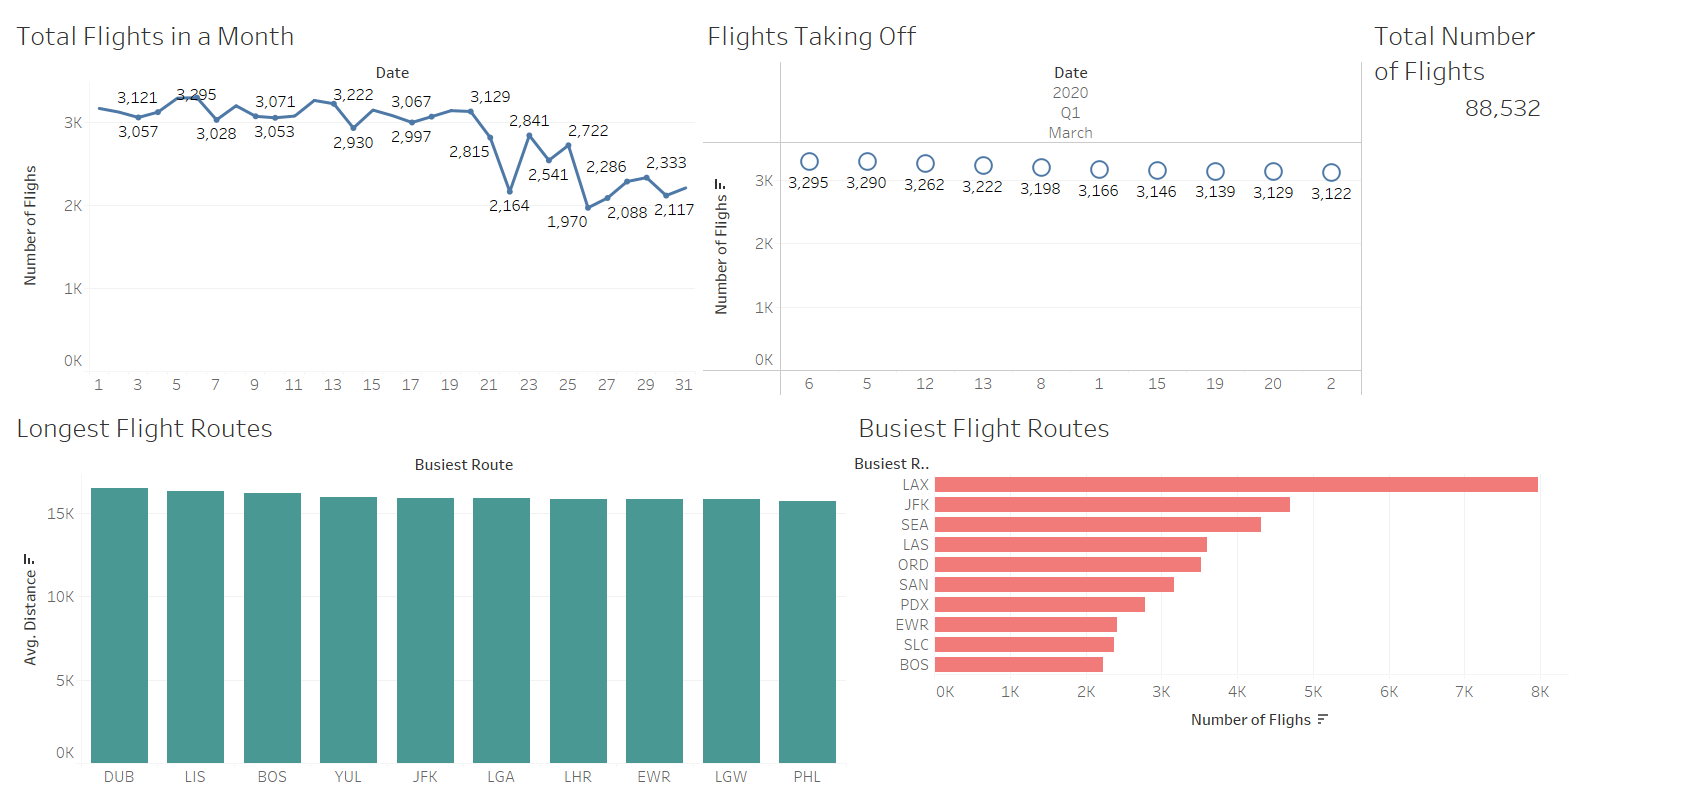 Total Flights in a Month
Date
3,121 3,295 3,071 3,222 3,067 3,129
3,057 3,028 3,053 2,930 2,997 2,815
2,841 2,722
2,541 2,286 2,333
2,164 1,970 2,088 2,117
3K
2K
1K
0K
Number of Flighs
1 3 5 7 9 11 13 15 17 19 21 23 25 27 29 31
Flights Taking Off
Date
2020
Q1
March
3K
2K
1K
0K
Number of Flighs
3,295 3,290 3,262 3,222 3,198 3,166 3,146 3,139 3,129 3,122
6 5 12 13 8 1 15 19 20 2
Total Number
of Flights
88,532
Longest Flight Routes
Busiest Route
15K
10K
5K
0K
Avg. Distance
DUB LIS BOS YUL JFK LGA LHR EWR LGW PHL
Busiest Flight Routes
Busiest R..
LAX
JFK
SEA
LAS
ORD
SAN
PDX
EWR
SLC
BOS
0K 1K 2K 3K 4K 5K 6K 7K 8K
Number of Flighs